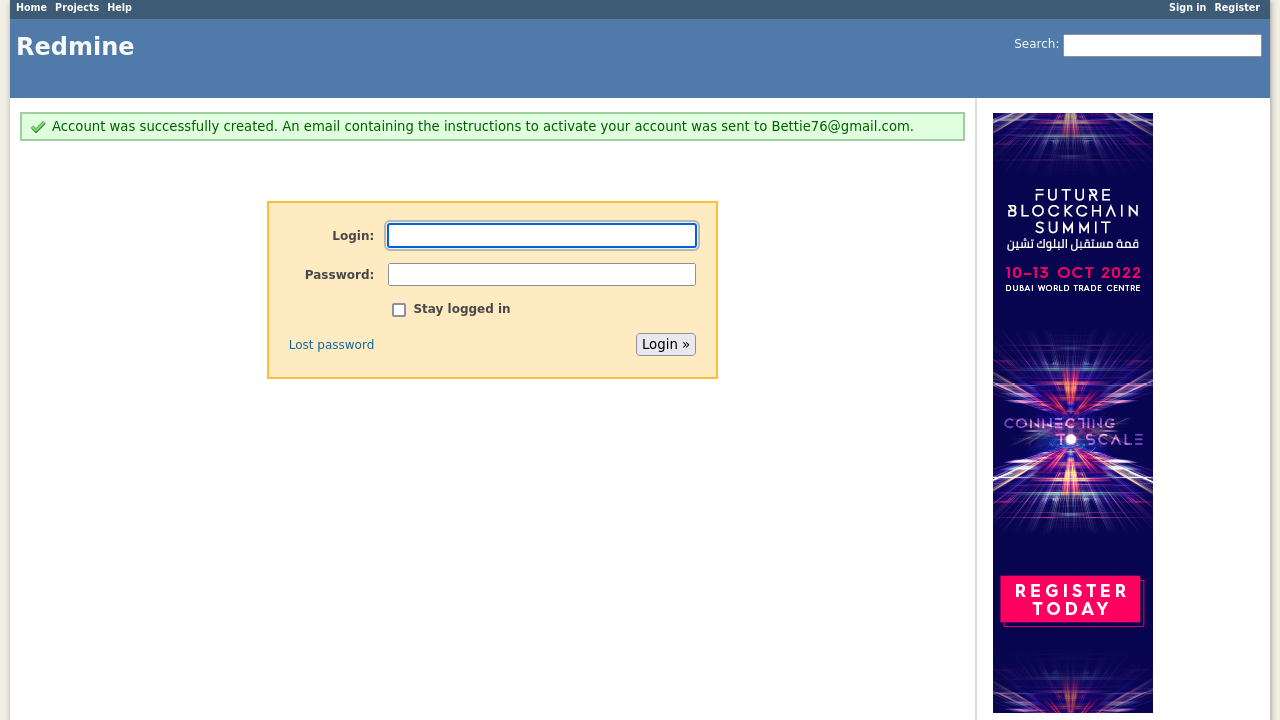 Home Projects Help
Sign in Register
Redmine
Search:
Account was successfully created. An email containing the instructions to activate your account was sent to Bettie76@gmail.com.
Login:
Password:
Stay logged in
Lost password
Login »
FUTURE
BLOCKCHAIN
SUMMIT
قمة مستقبل البلوك تشين
10–13 OCT 2022
DUBAI WORLD TRADE CENTRE
CONNECTING
TO SCALE
REGISTER
TODAY